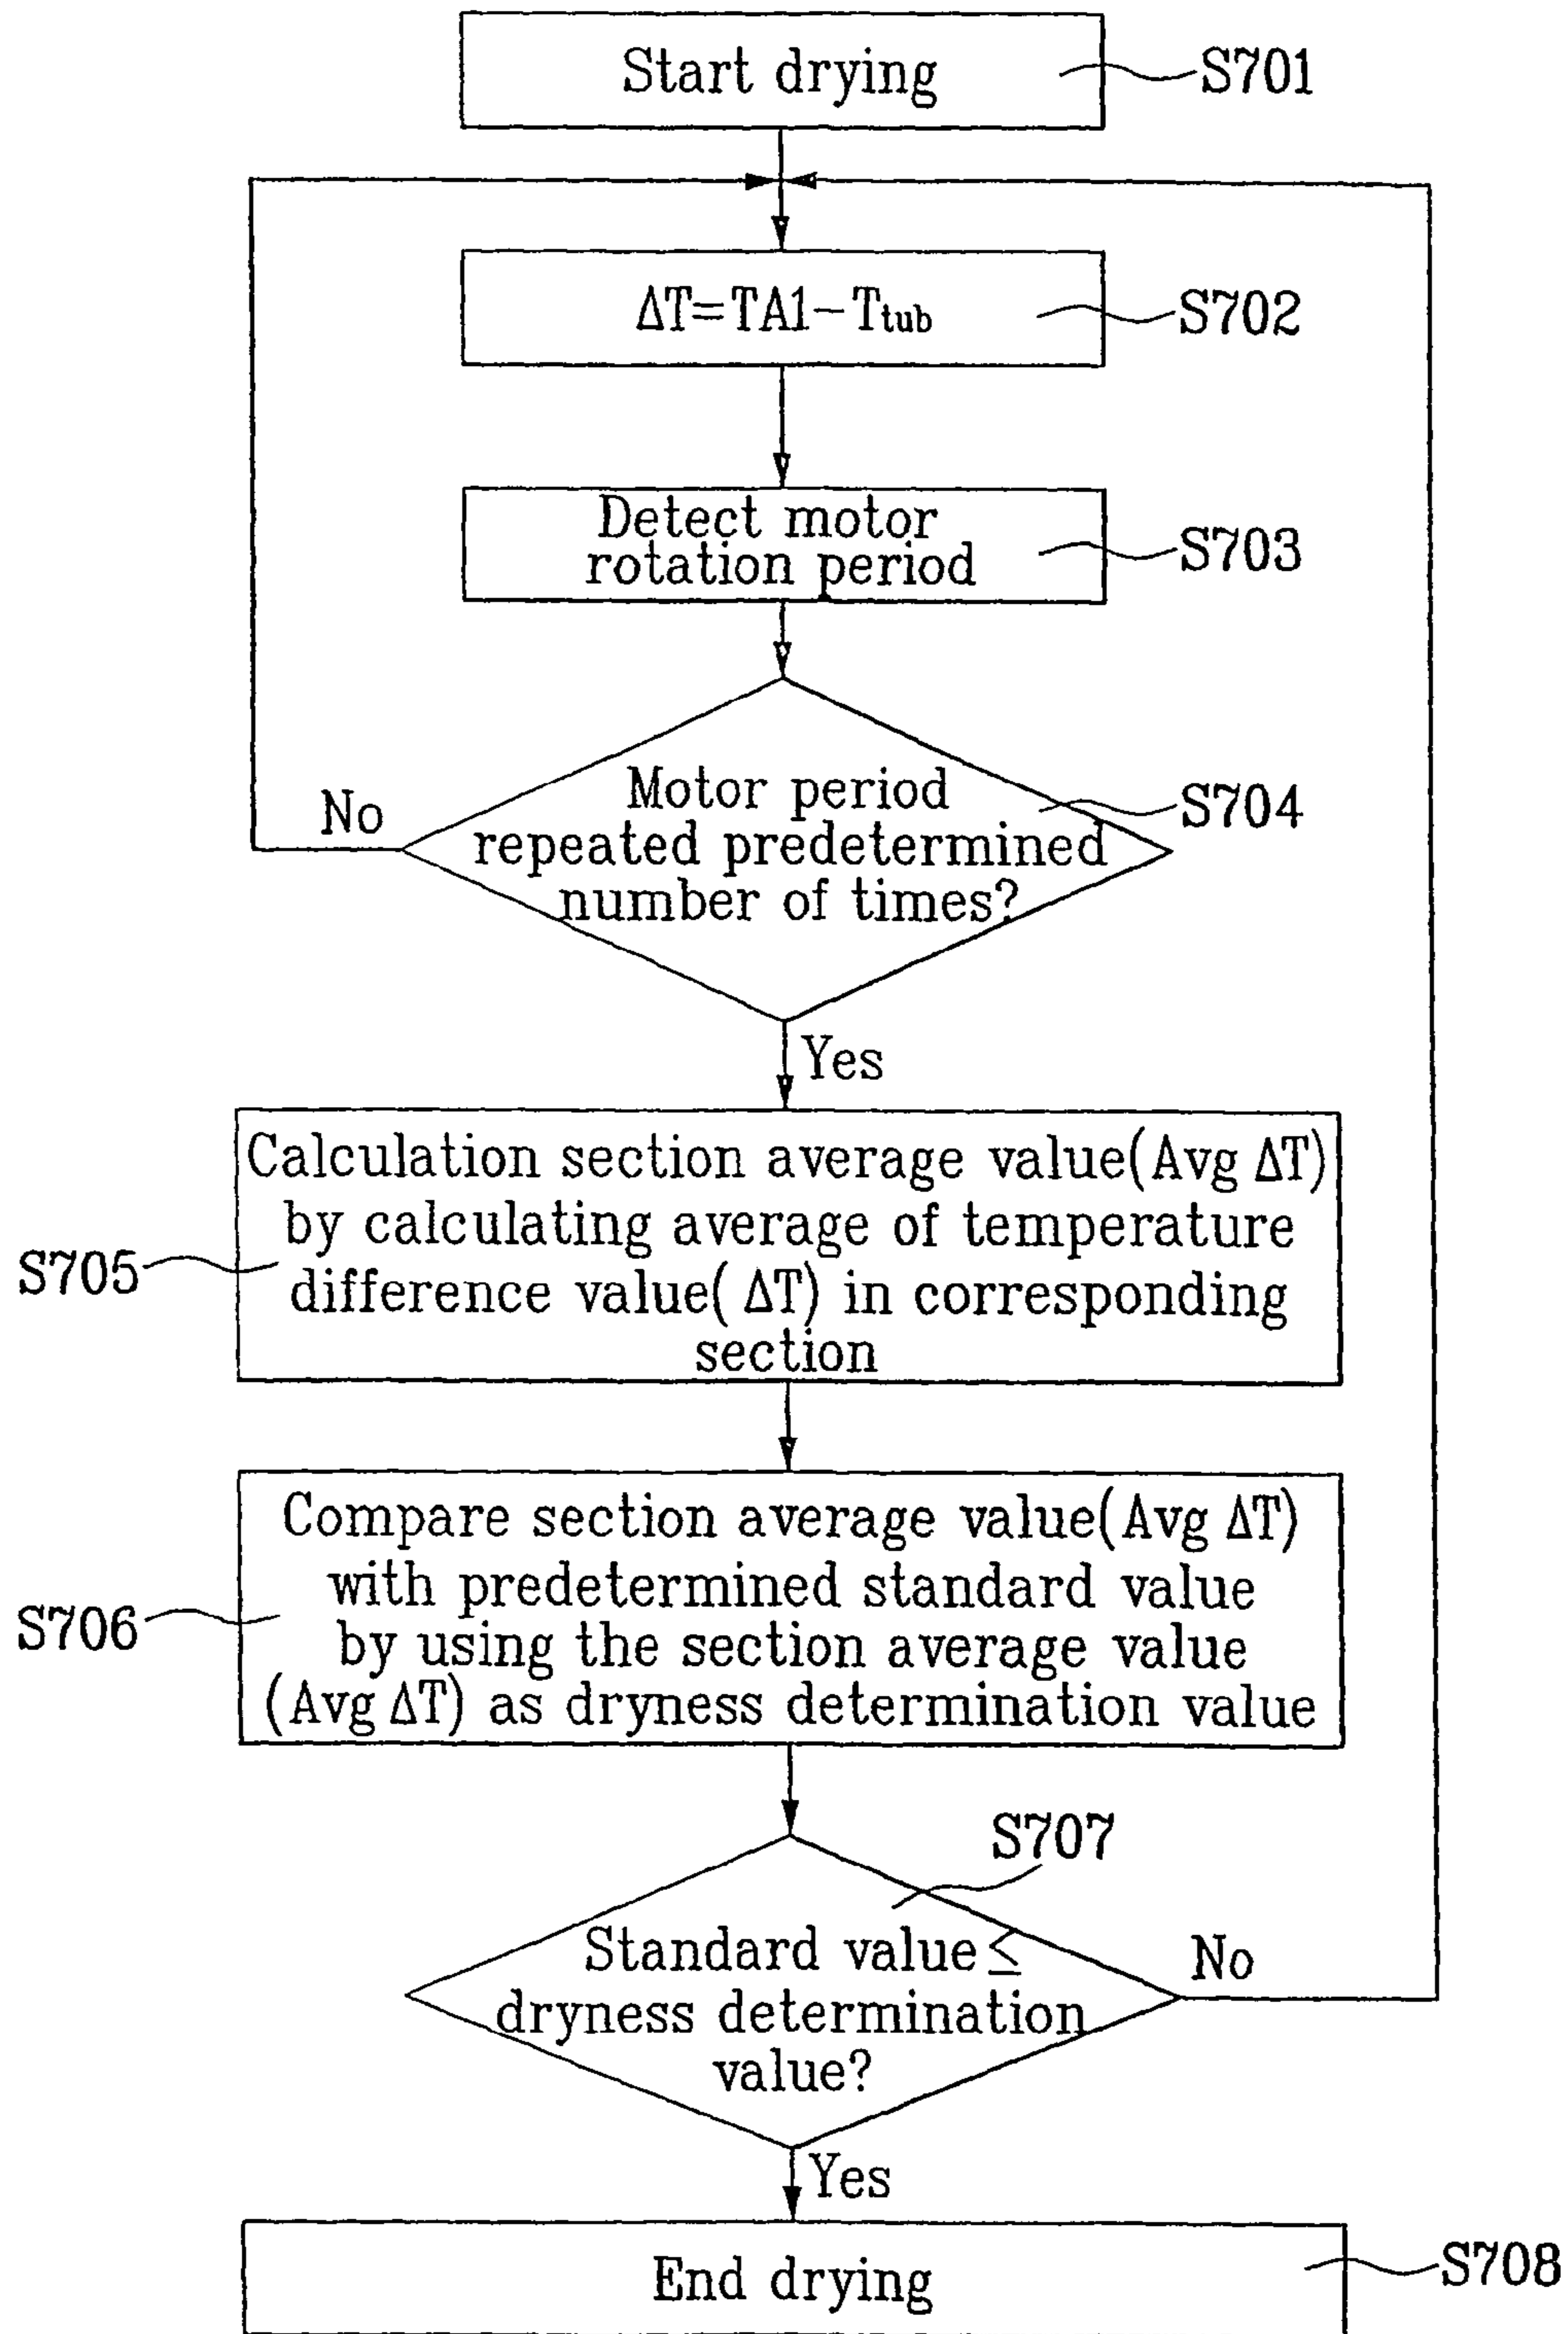 Start drying
S701
ΔT=TA1-Ttub
S702
Detect motor
rotation period
S703
Motor period
repeated predetermined
number of times?
S704
No
Yes
Calculation section average value(Avg ΔT)
by calculating average of temperature
difference value( ΔT) in corresponding
section
S705
Compare section average value(Avg ΔT)
with predetermined standard value
by using the section average value
(Avg ΔT) as dryness determination value
S706
S707
Standard value ≤
dryness determination
value?
No
Yes
End drying
S708